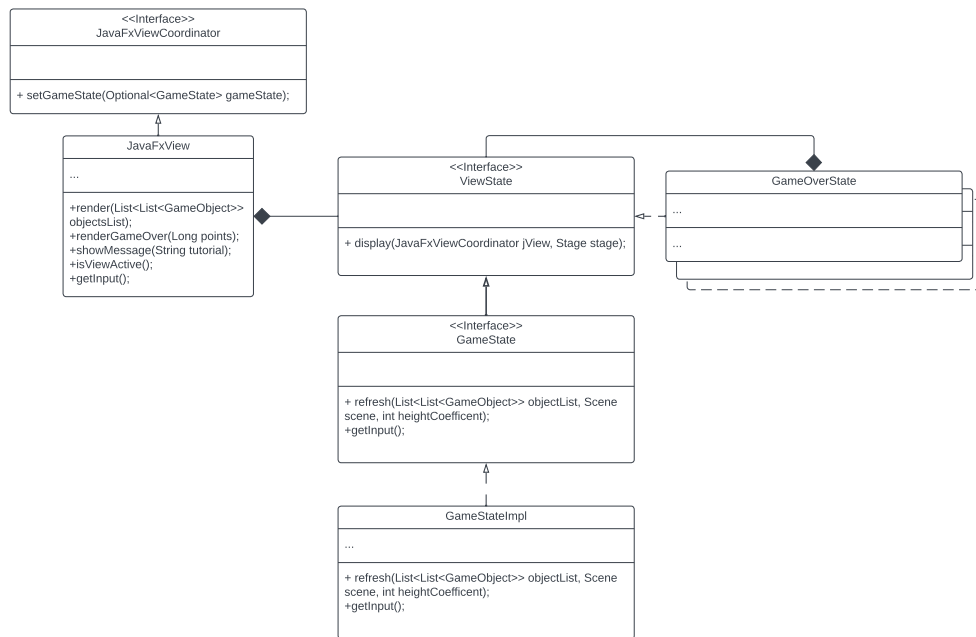 <<Interface>>
JavaFxViewCoordinator
+ setGameState(Optional<GameState> gameState);
JavaFxView
...
+render(List<List<GameObject>>
objectsList);
+renderGameOver(Long points);
+showMessage(String tutorial);
+isViewActive();
+getInput();
<<Interface>>
ViewState
+ display(JavaFxViewCoordinator jView, Stage stage);
GameOverState
...
...
<<Interface>>
GameState
+ refresh(List<List<GameObject>> objectList, Scene
scene, int heightCoefficent);
+getInput();
GameStateImpl
...
+ refresh(List<List<GameObject>> objectList, Scene
scene, int heightCoefficent);
+getInput();